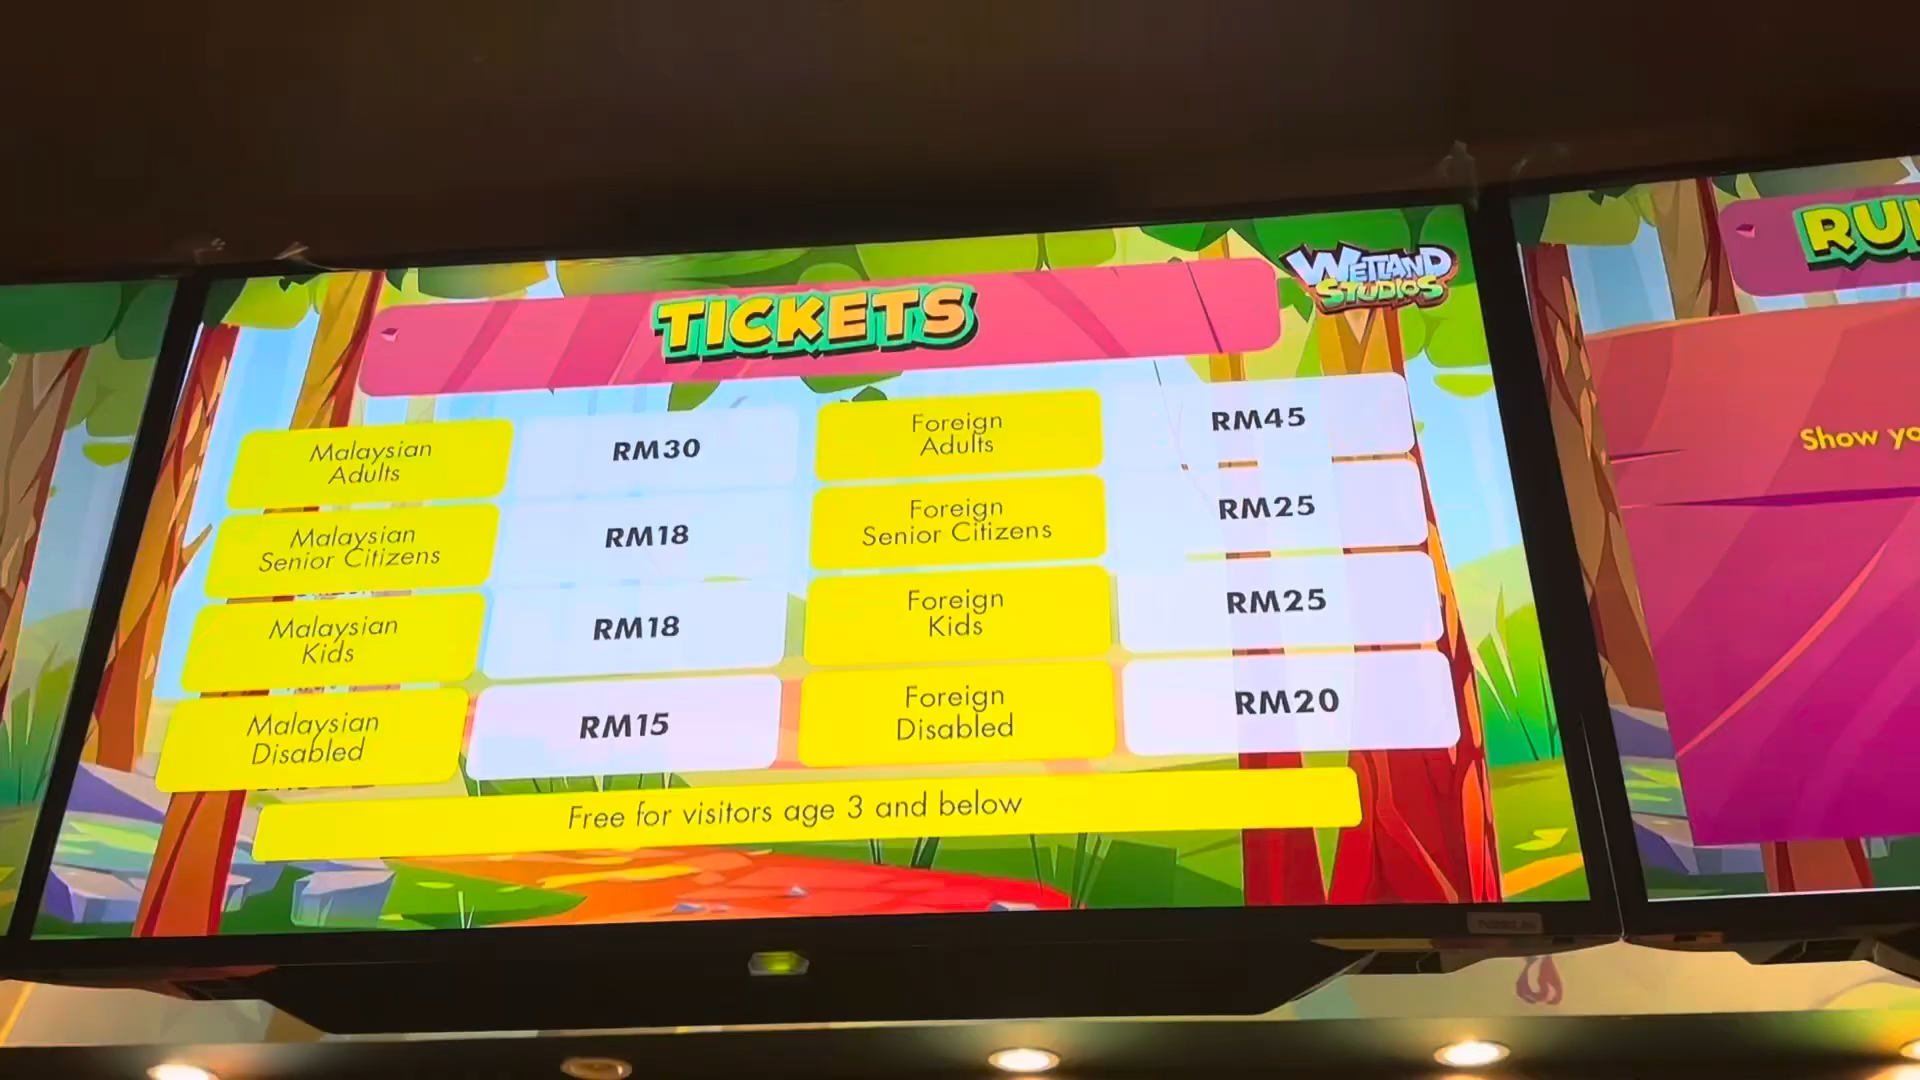 TICKETS
WETLAND
STUDIOS
Malaysian
Adults
RM30
Foreign
Adults
RM45
Malaysian
Senior Citizens
RM18
Foreign
Senior Citizens
RM25
Malaysian
Kids
RM18
Foreign
Kids
RM25
Malaysian
Disabled
RM15
Foreign
Disabled
RM20
Free for visitors age 3 and below
Show